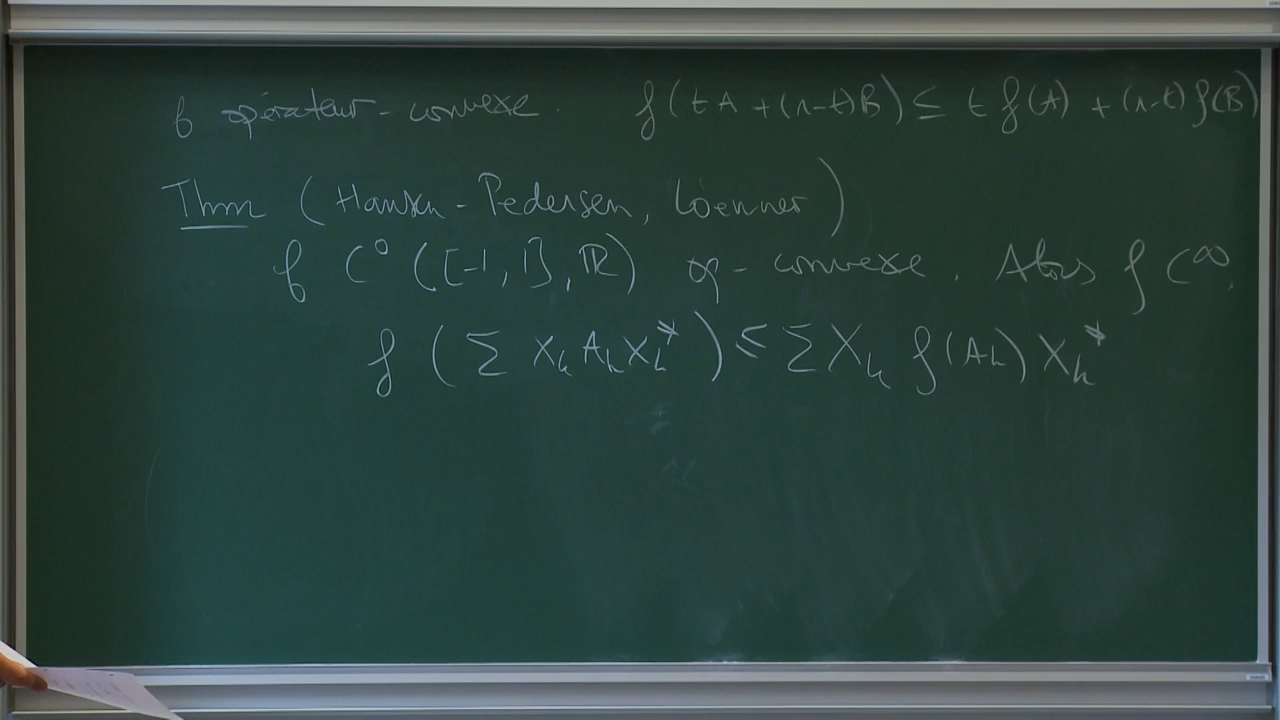 f opérateur-convexe. f(tA + (1-t)B) ≤ t f(A) + (1-t) f(B)
Thm (Hansen-Pedersen, Loenner)
f C⁰([-1,1], ℝ) op-convexe. Alors f C^∞,
f(∑ X_k A_k X_k^*) ≤ ∑ X_k f(A_k) X_k^*